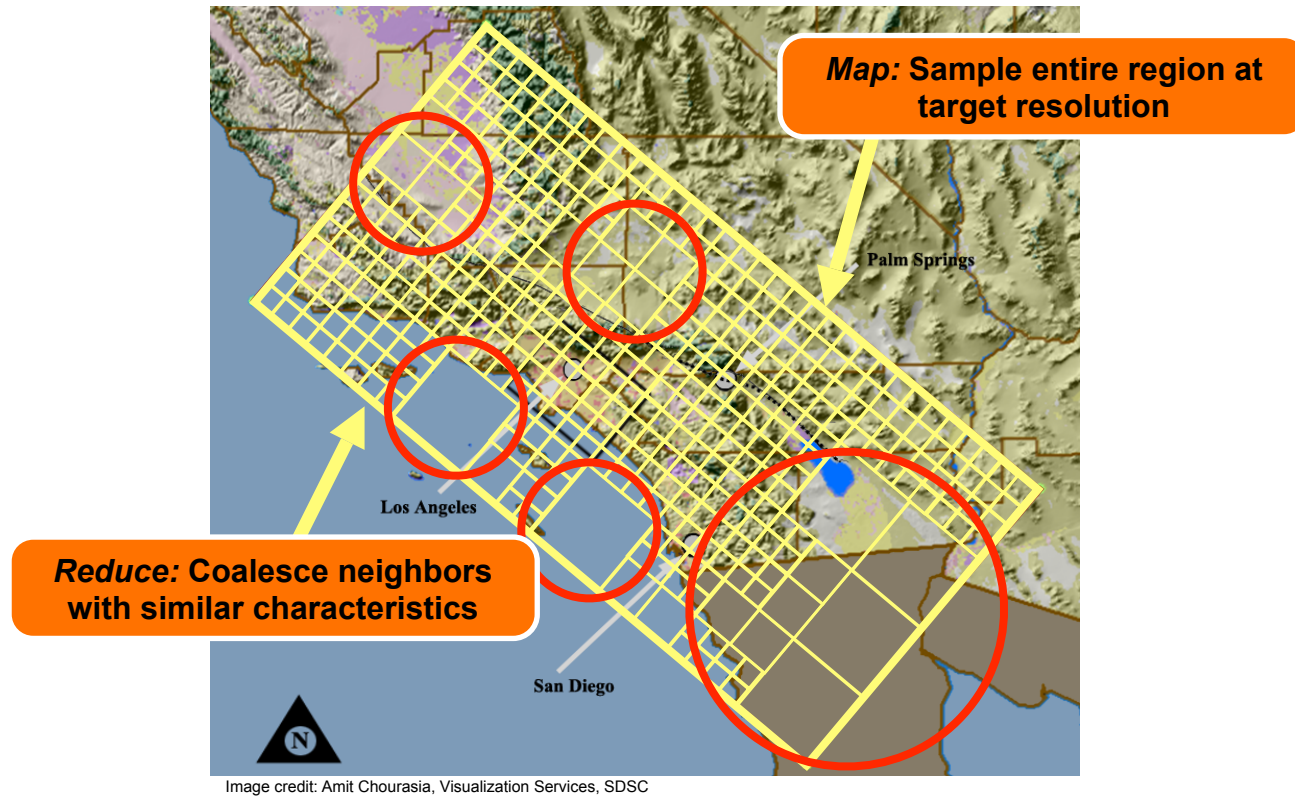 Map: Sample entire region at
target resolution
Palm Springs
Los Angeles
Reduce: Coalesce neighbors
with similar characteristics
San Diego
N
Image credit: Amit Chourasia, Visualization Services, SDSC